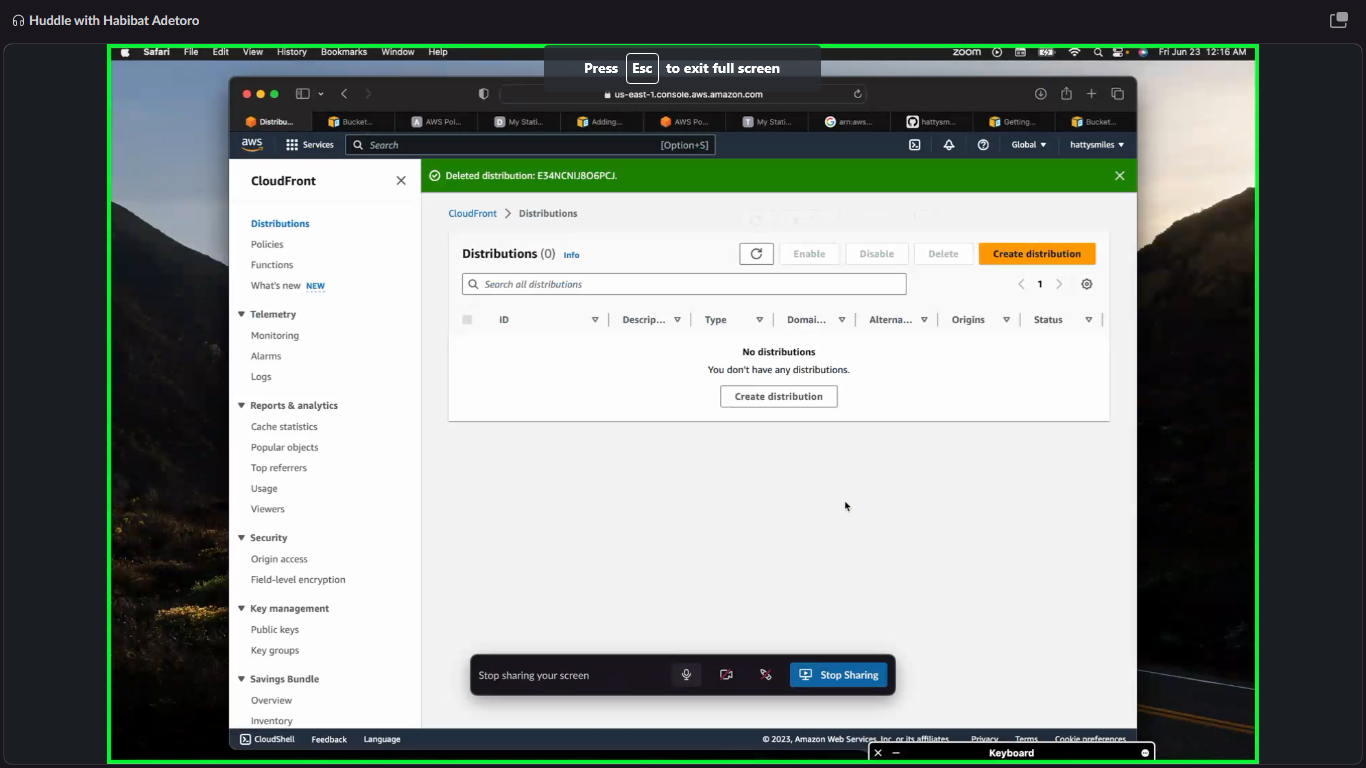 Huddle with Habibat Adetoro
Safari File Edit View History Bookmarks Window Help
zoom Fri Jun 23 12:16 AM
Press Esc to exit full screen
us-east-1.console.aws.amazon.com
Distribu... Bucket... AWS Pol... My Stati... Adding... AWS Po... My Stati... arn:aws... hattysm... Getting... Bucket...
aws Services Search [Option+S] Global hattysmiles
CloudFront
Distributions
Policies
Functions
What's new NEW
Telemetry
Monitoring
Alarms
Logs
Reports & analytics
Cache statistics
Popular objects
Top referrers
Usage
Viewers
Security
Origin access
Field-level encryption
Key management
Public keys
Key groups
Savings Bundle
Overview
Inventory
Deleted distribution: E34NCNIJ8O6PCJ.
CloudFront Distributions
Distributions (0) Info
Enable Disable Delete Create distribution
Search all distributions
1
ID Descrip... Type Domai... Alterna... Origins Status
No distributions
You don't have any distributions.
Create distribution
Stop sharing your screen Stop Sharing
CloudShell Feedback Language © 2023, Amazon Web Services, Inc. or its affiliates. Privacy Terms Cookie preferences
Keyboard